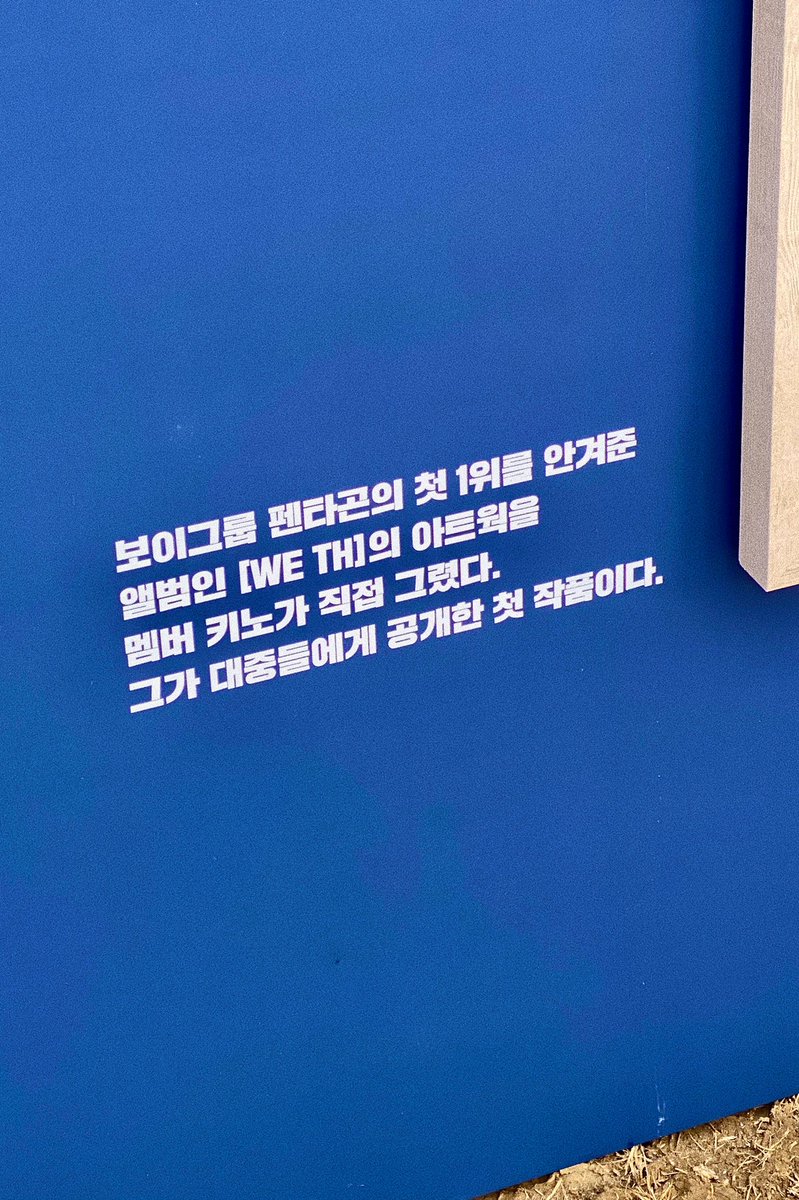 보이그룹 펜타곤의 첫 1위를 안겨준
앨범인 [WE TH]의 아트웍을
멤버 키노가 직접 그렸다.
그가 대중들에게 공개한 첫 작품이다.